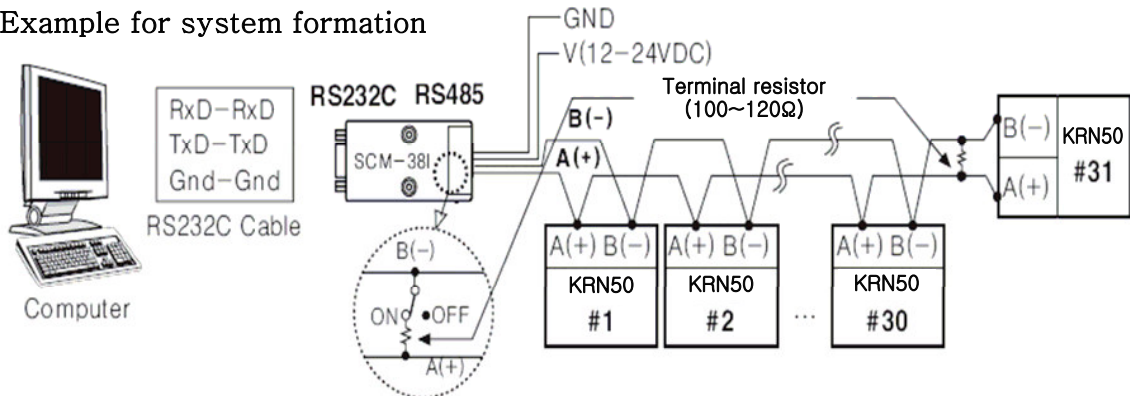 Example for system formation
GND
V(12-24VDC)
RS232C RS485
Terminal resistor
(100~120Ω)
RxD-RxD
TxD-TxD
Gnd-Gnd
RS232C Cable
SCM-38I
B(-)
A(+)
B(-)
A(+)
KRN50
#31
A(+) B(-)
KRN50
#1
A(+) B(-)
KRN50
#2
...
A(+) B(-)
KRN50
#30
B(-)
ON OFF
A(+)
Computer